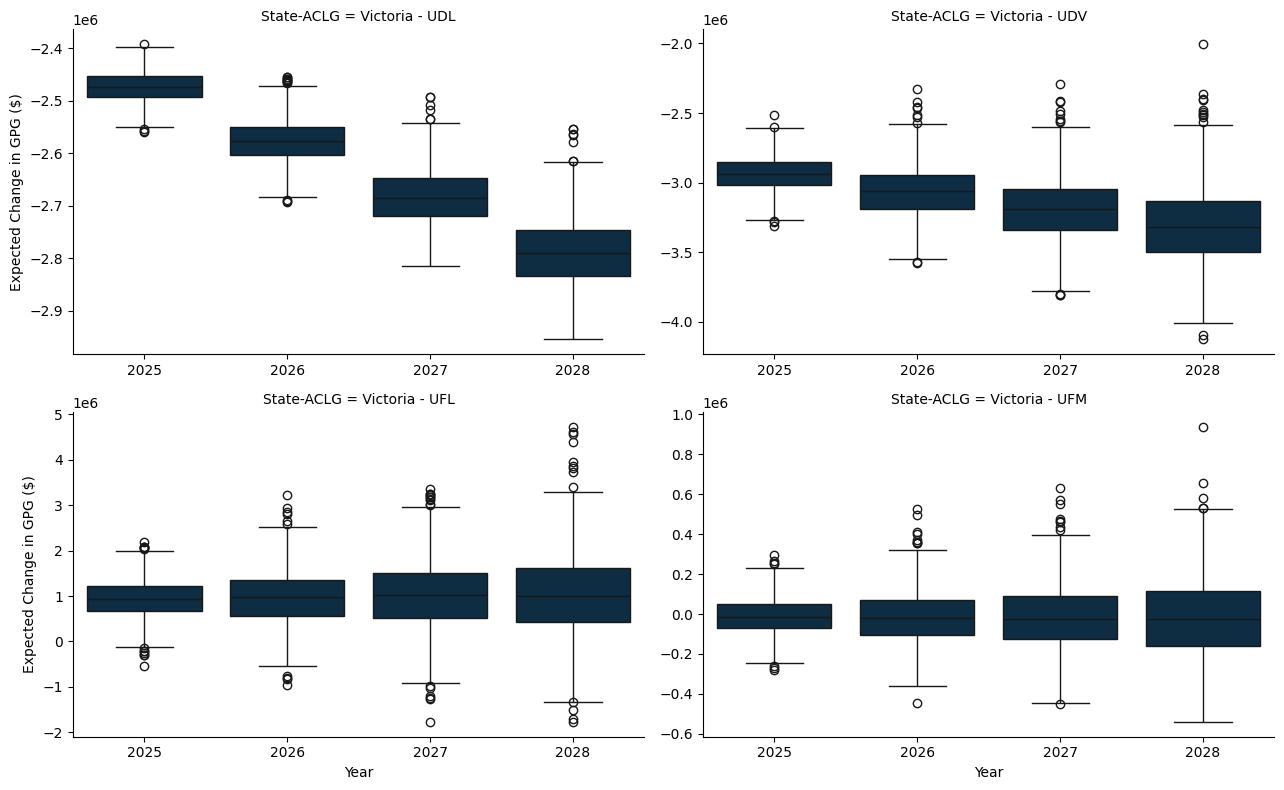 State-ACLG = Victoria - UDL
1e6
Expected Change in GPG ($)
−2.4
−2.5
−2.6
−2.7
−2.8
−2.9
2025 2026 2027 2028
State-ACLG = Victoria - UDV
1e6
−2.0
−2.5
−3.0
−3.5
−4.0
2025 2026 2027 2028
State-ACLG = Victoria - UFL
1e6
Expected Change in GPG ($)
5
4
3
2
1
0
−1
−2
2025 2026 2027 2028
Year
State-ACLG = Victoria - UFM
1e6
1.0
0.8
0.6
0.4
0.2
0.0
−0.2
−0.4
−0.6
2025 2026 2027 2028
Year